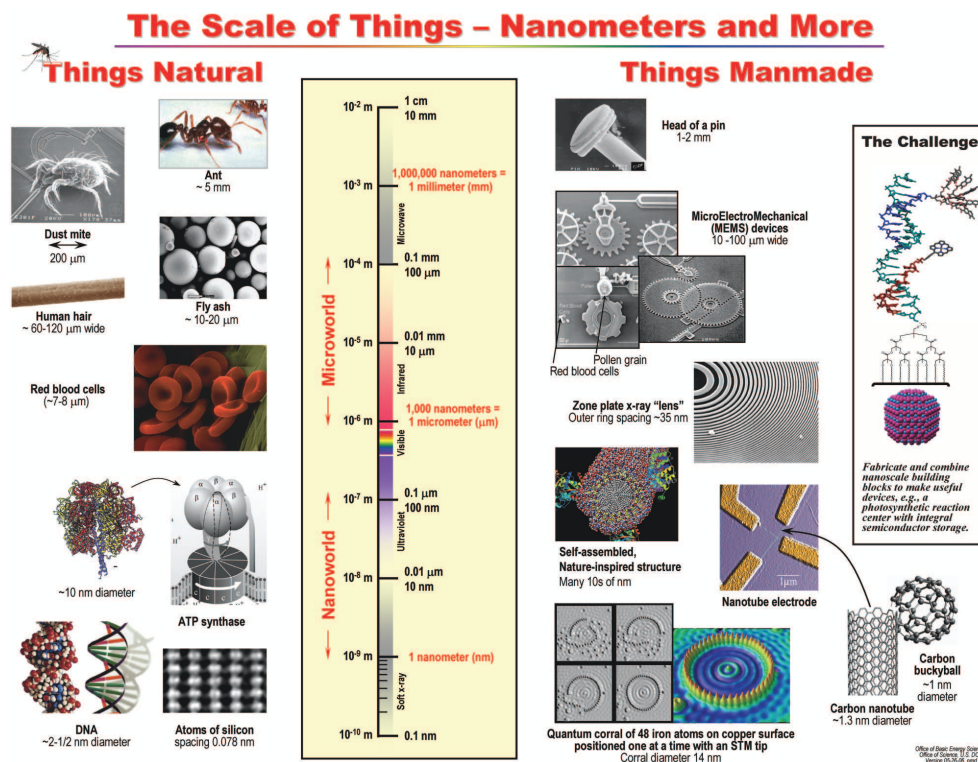 The Scale of Things – Nanometers and More
Things Natural
Things Manmade
Ant
~ 5 mm
Dust mite
200 µm
Human hair
~ 60-120 µm wide
Fly ash
~ 10-20 µm
Red blood cells
(~7-8 µm)
~10 nm diameter
ATP synthase
H+
H+
α
β
β
α
α
c
c
c
DNA
~2-1/2 nm diameter
Atoms of silicon
spacing 0.078 nm
Microworld
Nanoworld
10-2 m
1 cm
10 mm
1,000,000 nanometers =
10-3 m
1 millimeter (mm)
Microwave
10-4 m
0.1 mm
100 µm
10-5 m
0.01 mm
10 µm
Infrared
1,000 nanometers =
10-6 m
1 micrometer (µm)
Visible
10-7 m
0.1 µm
100 nm
Ultraviolet
10-8 m
0.01 µm
10 nm
10-9 m
1 nanometer (nm)
Soft x-ray
10-10 m
0.1 nm
Head of a pin
1-2 mm
MicroElectroMechanical
(MEMS) devices
10 -100 µm wide
Pollen grain
Red blood cells
Zone plate x-ray “lens”
Outer ring spacing ~35 nm
Self-assembled,
Nature-inspired structure
Many 10s of nm
1µm
Nanotube electrode
Quantum corral of 48 iron atoms on copper surface
positioned one at a time with an STM tip
Corral diameter 14 nm
Carbon nanotube
~1.3 nm diameter
Carbon
buckyball
~1 nm
diameter
The Challenge
Fabricate and combine
nanoscale building
blocks to make useful
devices, e.g., a
photosynthetic reaction
center with integral
semiconductor storage.
Office of Basic Energy Scien
Office of Science, U.S. DO